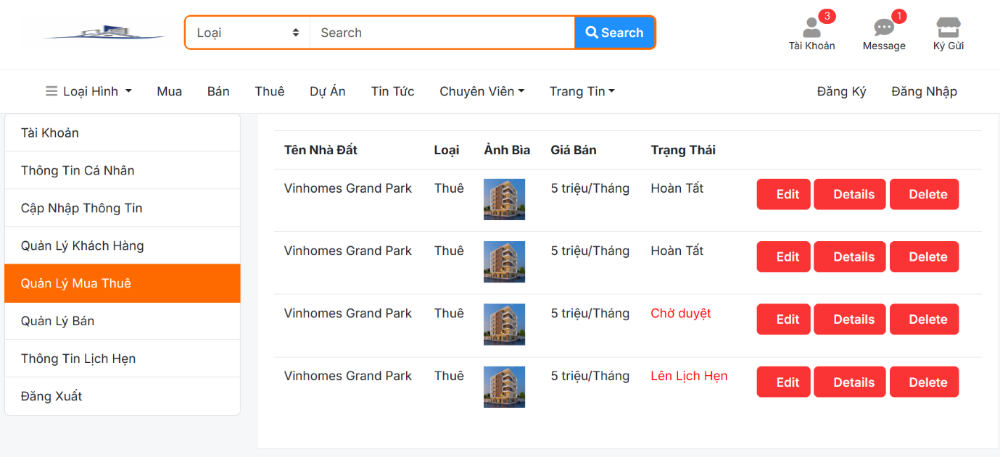 Loại Search Search
3 1
Tài Khoản Message Ký Gửi
Loại Hình Mua Bán Thuê Dự Án Tin Tức Chuyên Viên Trang Tin Đăng Ký Đăng Nhập
Tài Khoản
Thông Tin Cá Nhân
Cập Nhập Thông Tin
Quản Lý Khách Hàng
Quản Lý Mua Thuê
Quản Lý Bán
Thông Tin Lịch Hẹn
Đăng Xuất
Tên Nhà Đất Loại Ảnh Bìa Giá Bán Trạng Thái
Vinhomes Grand Park Thuê 5 triệu/Tháng Hoàn Tất Edit Details Delete
Vinhomes Grand Park Thuê 5 triệu/Tháng Hoàn Tất Edit Details Delete
Vinhomes Grand Park Thuê 5 triệu/Tháng Chờ duyệt Edit Details Delete
Vinhomes Grand Park Thuê 5 triệu/Tháng Lên Lịch Hẹn Edit Details Delete